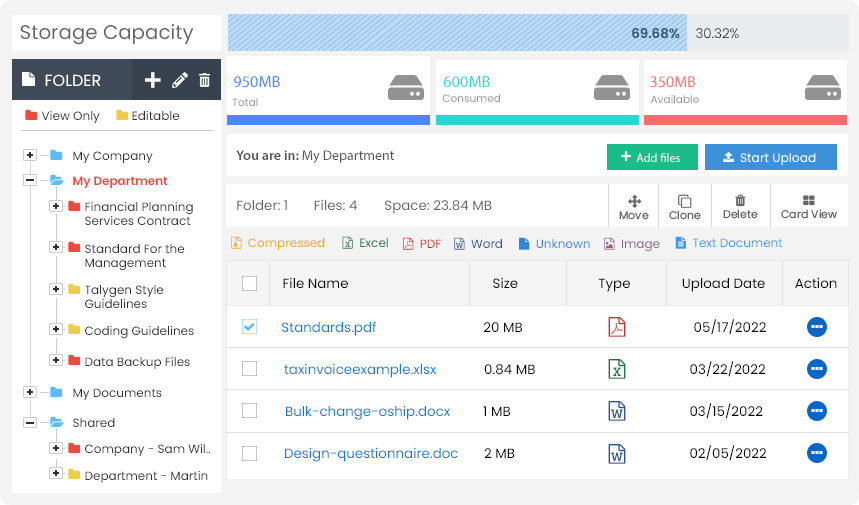 Storage Capacity
69.68% 30.32%
FOLDER
View Only Editable
My Company
My Department
Financial Planning
Services Contract
Standard For the
Management
Talygen Style
Guidelines
Coding Guidelines
Data Backup Files
My Documents
Shared
Company - Sam Wil..
Department - Martin
950MB
Total
600MB
Consumed
350MB
Available
You are in: My Department
Add files
Start Upload
Folder: 1 Files: 4 Space: 23.84 MB
Move
Clone
Delete
Card View
Compressed Excel PDF Word Unknown Image Text Document
File Name Size Type Upload Date Action
Standards.pdf 20 MB 05/17/2022
taxinvoiceexample.xlsx 0.84 MB 03/22/2022
Bulk-change-oship.docx 1 MB 03/15/2022
Design-questionnaire.doc 2 MB 02/05/2022